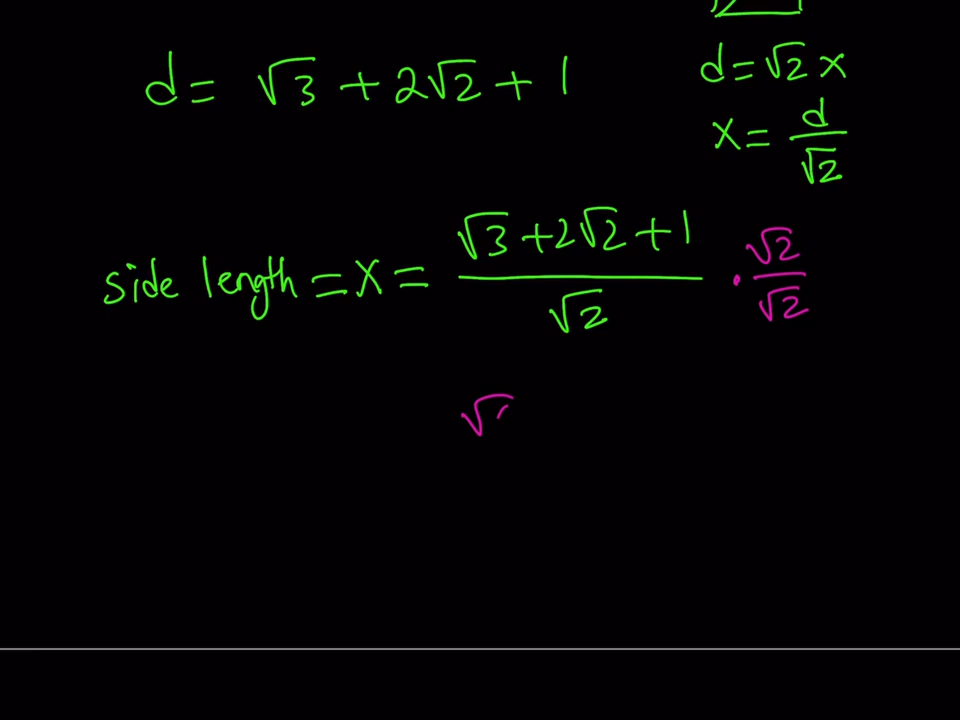 d = √3 + 2√2 + 1
d = √2 x
x = d/√2
side length = x = (√3 + 2√2 + 1)/√2 · √2/√2
√